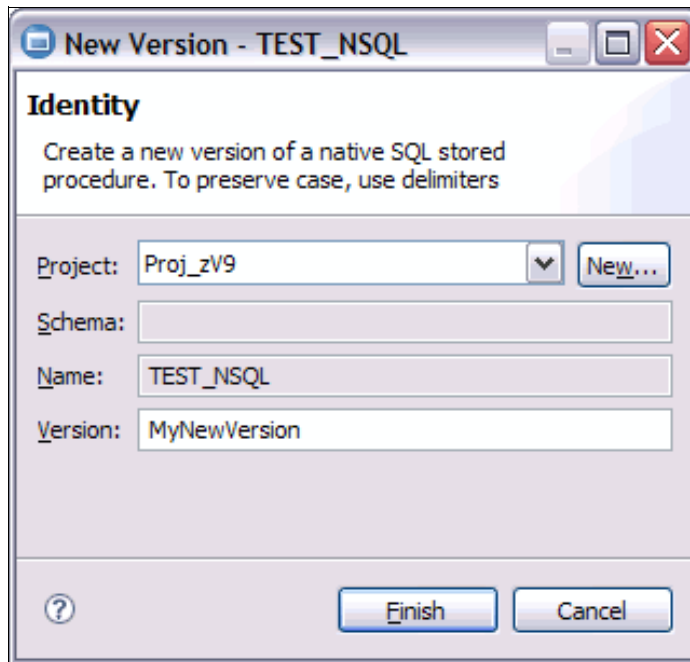 New Version - TEST_NSQL
Identity
Create a new version of a native SQL stored
procedure. To preserve case, use delimiters
Project: Proj_zV9 New...
Schema:
Name: TEST_NSQL
Version: MyNewVersion
? Finish Cancel